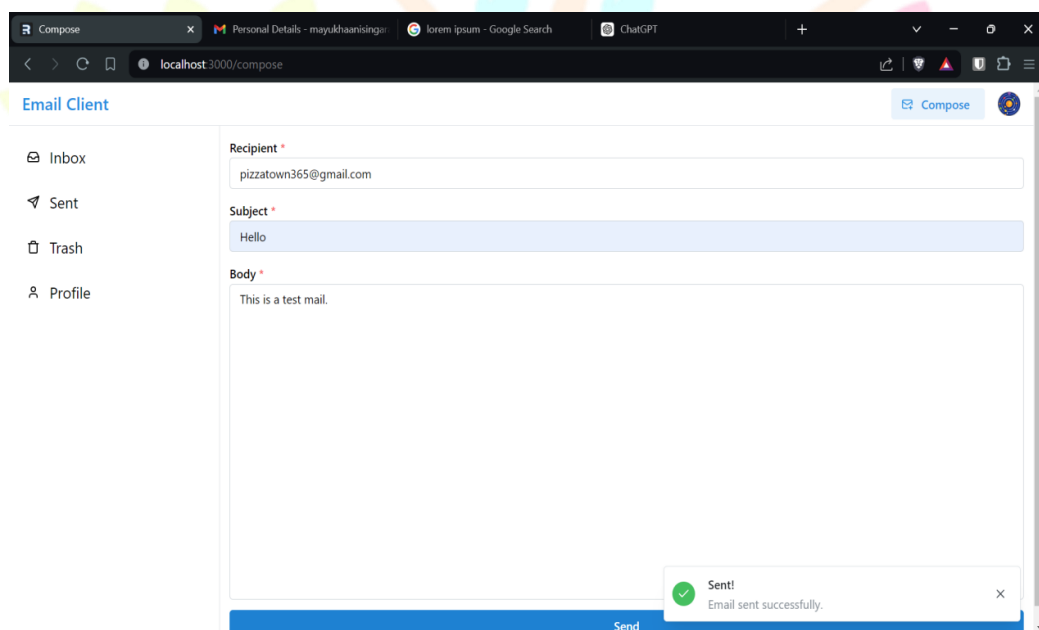 Compose
Personal Details - mayukhaanisingar
lorem ipsum - Google Search
ChatGPT
localhost:3000/compose
Email Client
Compose
Inbox
Sent
Trash
Profile
Recipient *
pizzatown365@gmail.com
Subject *
Hello
Body *
This is a test mail.
Sent!
Email sent successfully.
Send